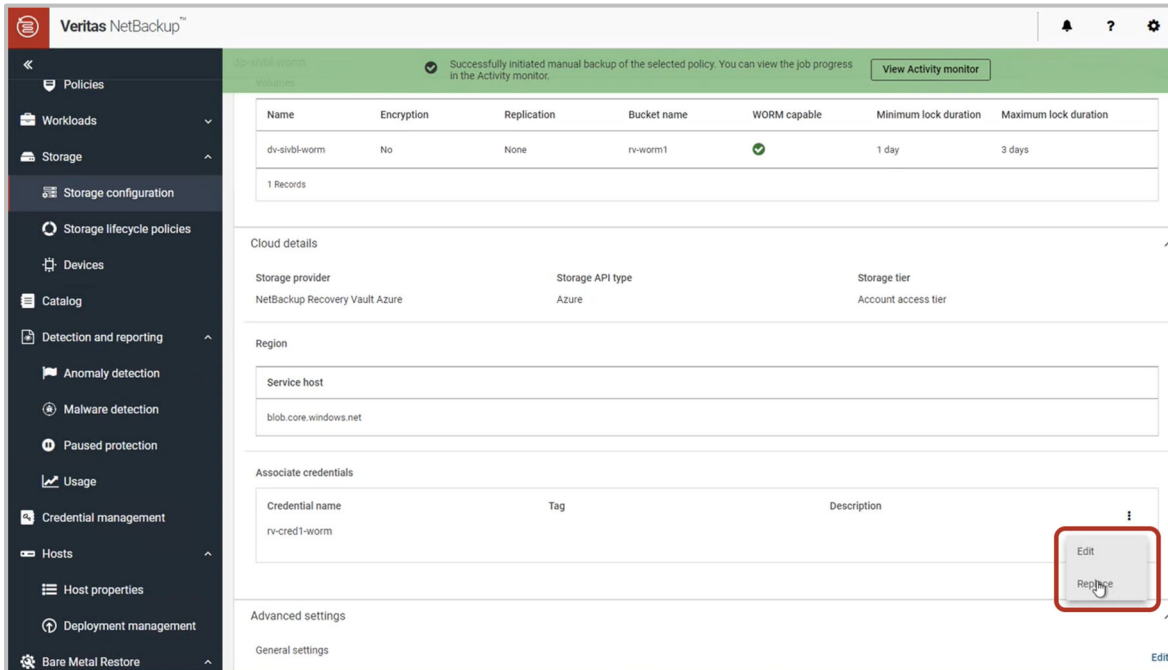 Veritas NetBackup™
?
Successfully initiated manual backup of the selected policy. You can view the job progress
in the Activity monitor.
View Activity monitor
dp-sivbl-worm
Volumes
Policies
Workloads
Storage
Storage configuration
Storage lifecycle policies
Devices
Catalog
Detection and reporting
Anomaly detection
Malware detection
Paused protection
Usage
Credential management
Hosts
Host properties
Deployment management
Bare Metal Restore
Name Encryption Replication Bucket name WORM capable Minimum lock duration Maximum lock duration
dv-sivbl-worm No None rv-worm1 1 day 3 days
1 Records
Cloud details
Storage provider Storage API type Storage tier
NetBackup Recovery Vault Azure Azure Account access tier
Region
Service host
blob.core.windows.net
Associate credentials
Credential name Tag Description
rv-cred1-worm
Edit
Replace
Advanced settings
General settings Edit